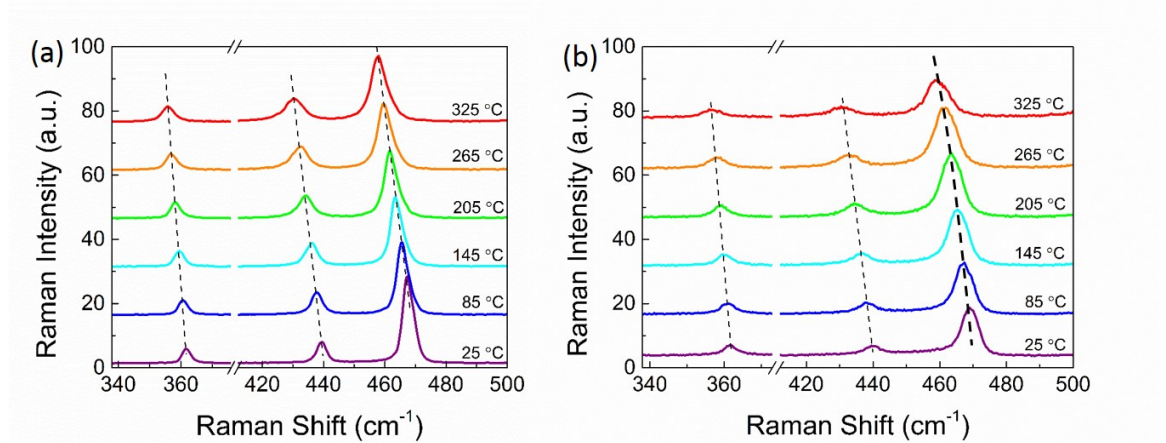 (a)
100
80
60
40
20
0
Raman Intensity (a.u.)
325 °C
265 °C
205 °C
145 °C
85 °C
25 °C
340 360 420 440 460 480 500
Raman Shift (cm⁻¹)
(b)
100
80
60
40
20
0
Raman Intensity (a.u.)
325 °C
265 °C
205 °C
145 °C
85 °C
25 °C
340 360 420 440 460 480 500
Raman Shift (cm⁻¹)